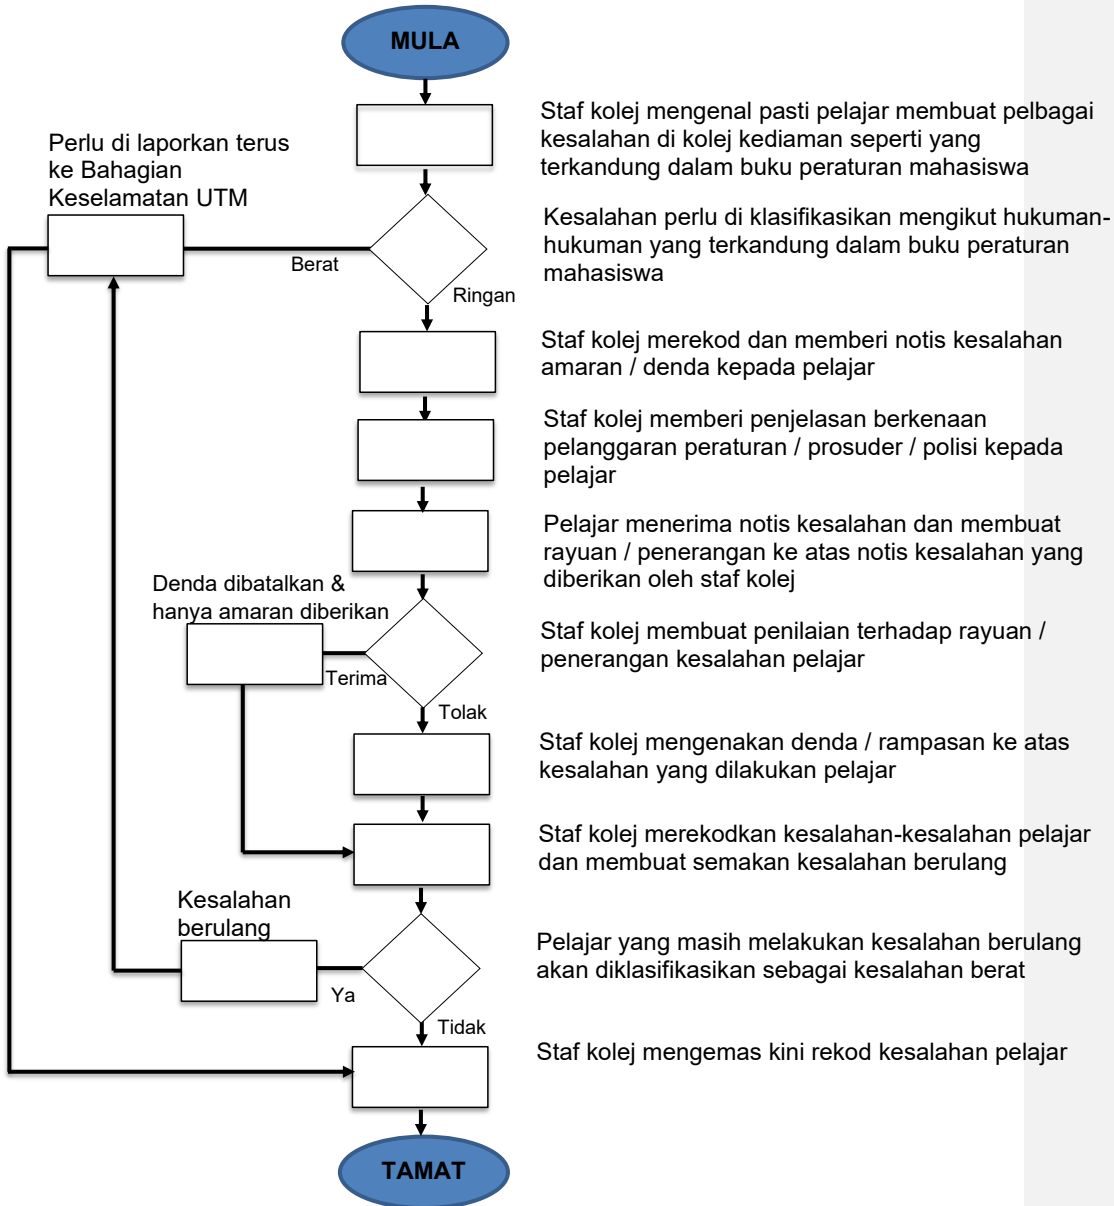 MULA
Staf kolej mengenal pasti pelajar membuat pelbagai
kesalahan di kolej kediaman seperti yang
terkandung dalam buku peraturan mahasiswa
Perlu di laporkan terus
ke Bahagian
Keselamatan UTM
Kesalahan perlu di klasifikasikan mengikut hukuman-
hukuman yang terkandung dalam buku peraturan
mahasiswa
Berat
Ringan
Staf kolej merekod dan memberi notis kesalahan
amaran / denda kepada pelajar
Staf kolej memberi penjelasan berkenaan
pelanggaran peraturan / prosuder / polisi kepada
pelajar
Pelajar menerima notis kesalahan dan membuat
rayuan / penerangan ke atas notis kesalahan yang
diberikan oleh staf kolej
Denda dibatalkan &
hanya amaran diberikan
Staf kolej membuat penilaian terhadap rayuan /
penerangan kesalahan pelajar
Terima
Tolak
Staf kolej mengenakan denda / rampasan ke atas
kesalahan yang dilakukan pelajar
Staf kolej merekodkan kesalahan-kesalahan pelajar
dan membuat semakan kesalahan berulang
Kesalahan
berulang
Pelajar yang masih melakukan kesalahan berulang
akan diklasifikasikan sebagai kesalahan berat
Ya
Tidak
Staf kolej mengemas kini rekod kesalahan pelajar
TAMAT